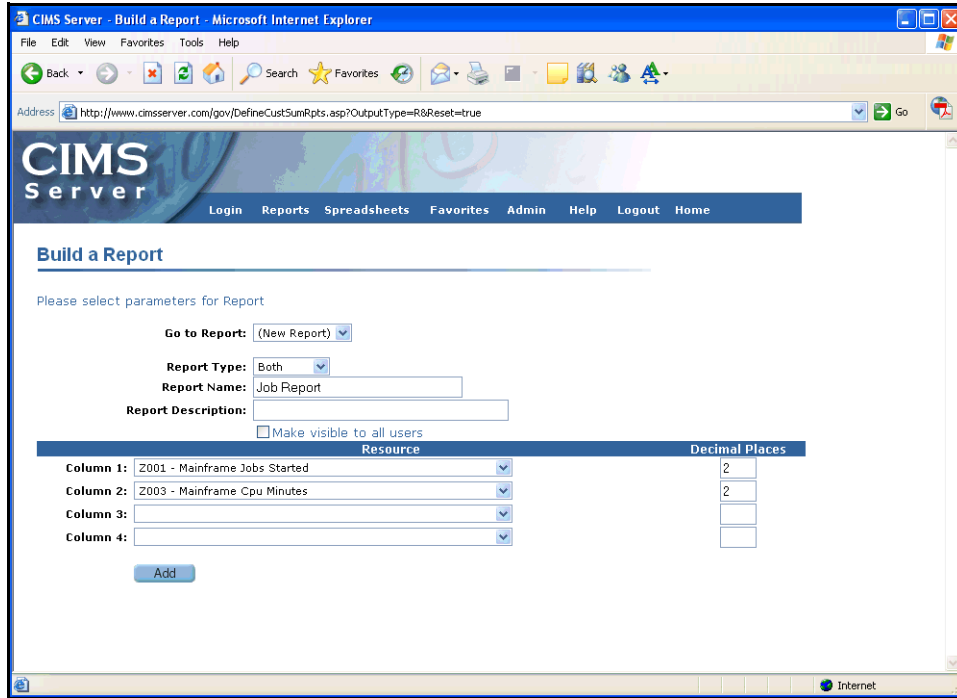 CIMS Server - Build a Report - Microsoft Internet Explorer
File Edit View Favorites Tools Help
Back Search Favorites
Address http://www.cimsserver.com/gov/DefineCustSumRpts.asp?OutputType=R&Reset=true Go
CIMS
Server
Login Reports Spreadsheets Favorites Admin Help Logout Home
Build a Report
Please select parameters for Report
Go to Report: (New Report)
Report Type: Both
Report Name: Job Report
Report Description:
Make visible to all users
Resource Decimal Places
Column 1: Z001 - Mainframe Jobs Started 2
Column 2: Z003 - Mainframe Cpu Minutes 2
Column 3:
Column 4:
Add
Internet